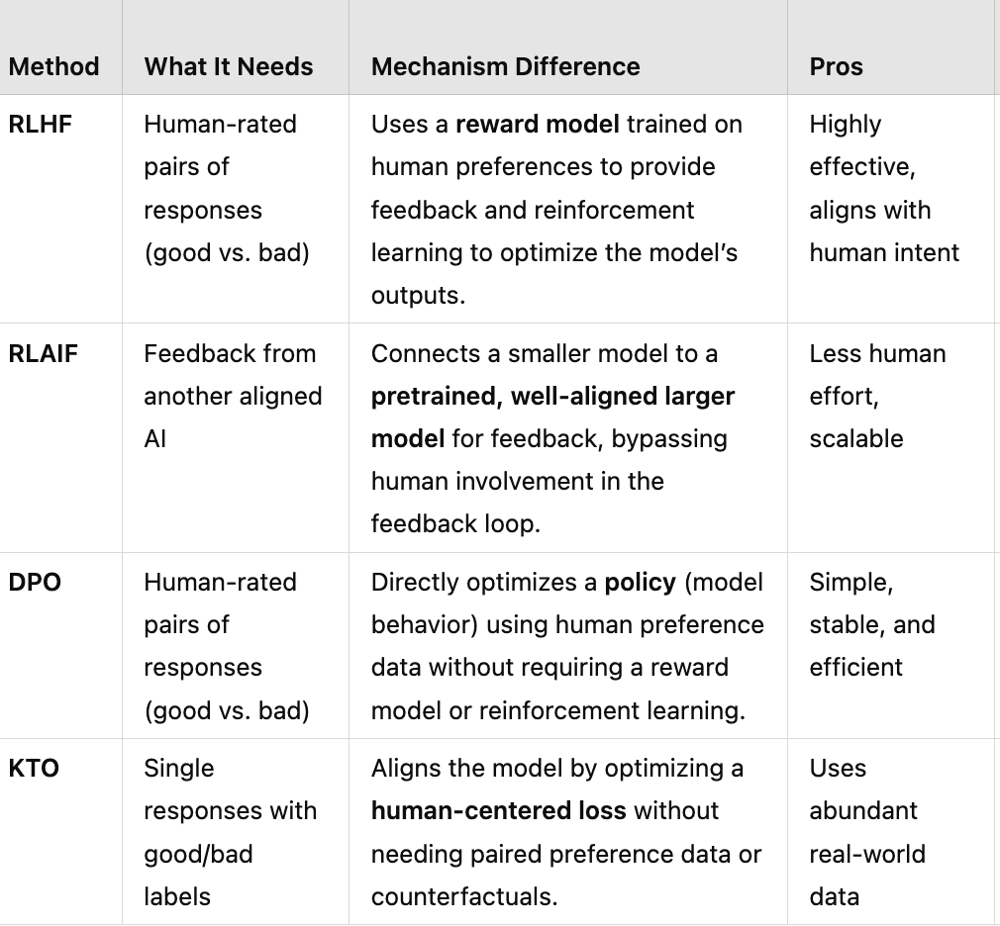 Method
What It Needs
Mechanism Difference
Pros
RLHF
Human-rated
pairs of
responses
(good vs. bad)
Uses a reward model trained on
human preferences to provide
feedback and reinforcement
learning to optimize the model’s
outputs.
Highly
effective,
aligns with
human intent
RLAIF
Feedback from
another aligned
AI
Connects a smaller model to a
pretrained, well-aligned larger
model for feedback, bypassing
human involvement in the
feedback loop.
Less human
effort,
scalable
DPO
Human-rated
pairs of
responses
(good vs. bad)
Directly optimizes a policy (model
behavior) using human preference
data without requiring a reward
model or reinforcement learning.
Simple,
stable, and
efficient
KTO
Single
responses with
good/bad
labels
Aligns the model by optimizing a
human-centered loss without
needing paired preference data or
counterfactuals.
Uses
abundant
real-world
data